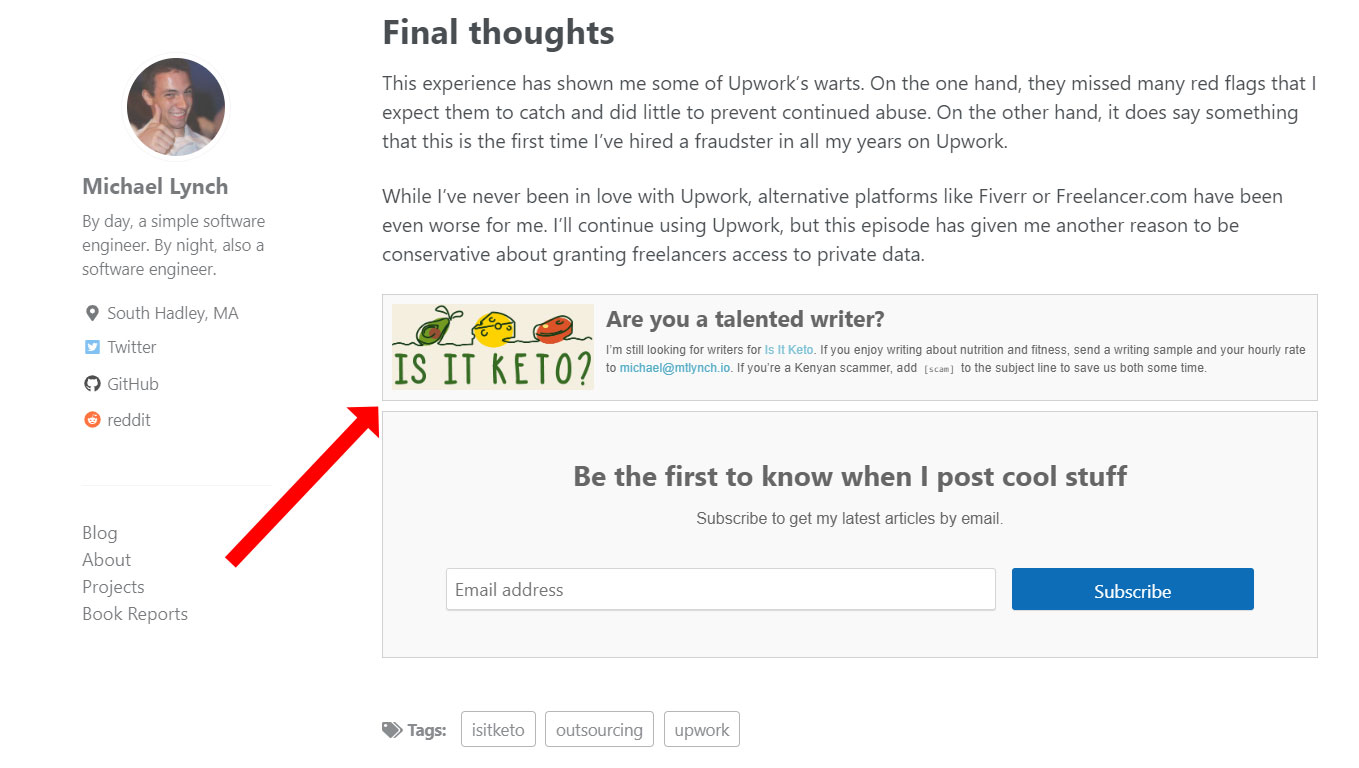 Michael Lynch
By day, a simple software
engineer. By night, also a
software engineer.
South Hadley, MA
Twitter
GitHub
reddit
Blog
About
Projects
Book Reports
Final thoughts
This experience has shown me some of Upwork’s warts. On the one hand, they missed many red flags that I
expect them to catch and did little to prevent continued abuse. On the other hand, it does say something
that this is the first time I’ve hired a fraudster in all my years on Upwork.
While I’ve never been in love with Upwork, alternative platforms like Fiverr or Freelancer.com have been
even worse for me. I’ll continue using Upwork, but this episode has given me another reason to be
conservative about granting freelancers access to private data.
IS IT KETO?
Are you a talented writer?
I’m still looking for writers for Is It Keto. If you enjoy writing about nutrition and fitness, send a writing sample and your hourly rate
to michael@mtlynch.io. If you’re a Kenyan scammer, add [scam] to the subject line to save us both some time.
Be the first to know when I post cool stuff
Subscribe to get my latest articles by email.
Email address
Subscribe
Tags: isitketo outsourcing upwork